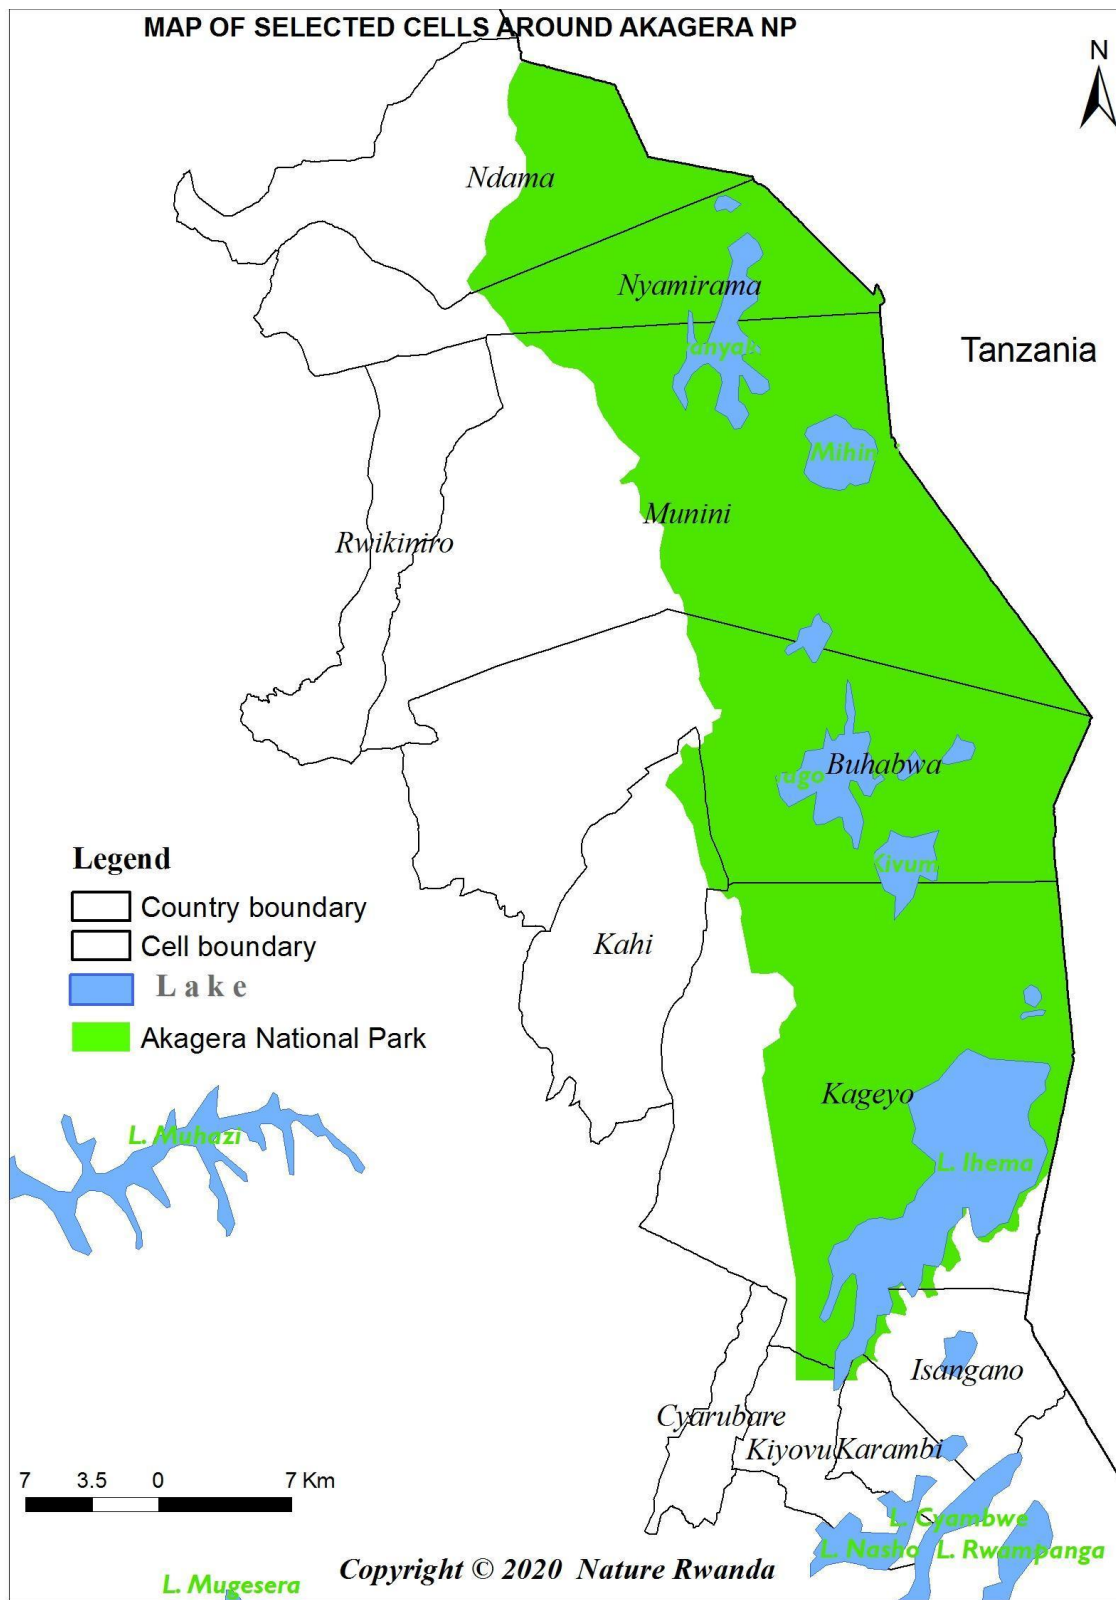 MAP OF SELECTED CELLS AROUND AKAGERA NP
N
Ndama
Nyamirama
Tanzania
Munini
Rwikiniro
Buhabwa
Legend
Country boundary
Cell boundary
Lake
Akagera National Park
Kahi
Kageyo
L. Muhazi
L. Ihema
Isangano
Cyarubare
Kiyovu
Karambi
7 3.5 0 7 Km
L. Cyambwe
L. Nasho
L. Rwampanga
Copyright © 2020 Nature Rwanda
L. Mugesera